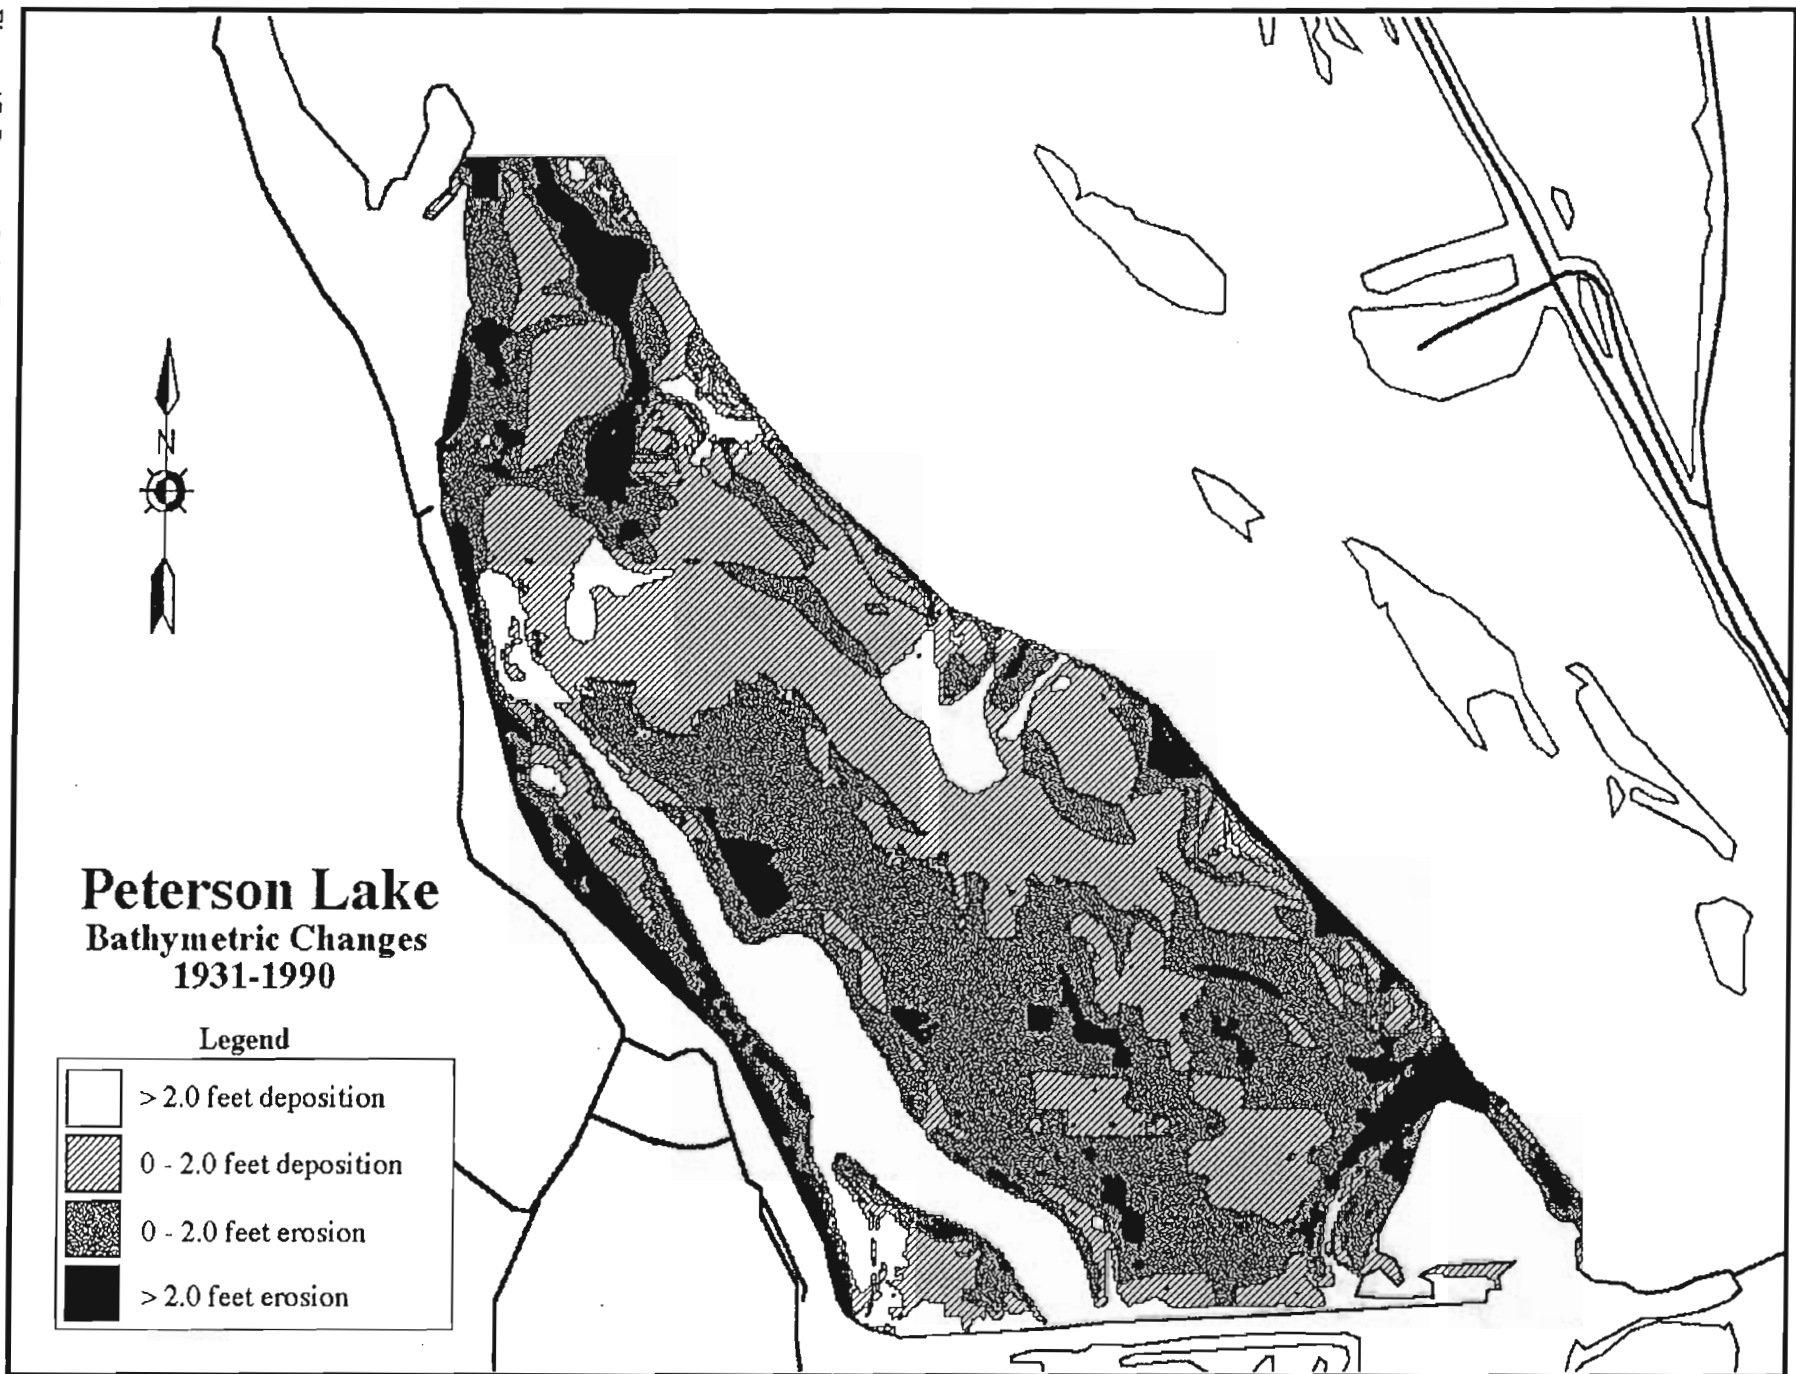 N
Peterson Lake
Bathymetric Changes
1931-1990
Legend
> 2.0 feet deposition
0 - 2.0 feet deposition
0 - 2.0 feet erosion
> 2.0 feet erosion